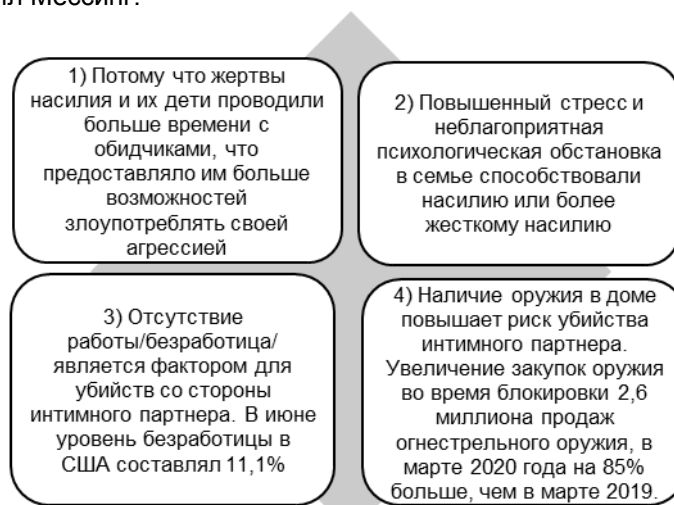 1) Потому что жертвы
насилия и их дети проводили
больше времени с
обидчиками, что
предоставляло им больше
возможностей
злоупотреблять своей
агрессией
2) Повышенный стресс и
неблагоприятная
психологическая обстановка
в семье способствовали
насилию или более
жесткому насилию
3) Отсутствие
работы/безработица/
является фактором для
убийств со стороны
интимного партнера. В июне
уровень безработицы в
США составлял 11,1%
4) Наличие оружия в доме
повышает риск убийства
интимного партнера.
Увеличение закупок оружия
во время блокировки 2,6
миллиона продаж
огнестрельного оружия, в
марте 2020 года на 85%
больше, чем в марте 2019.